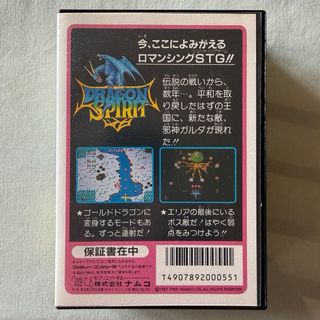 今、ここによみがえる
ロマンシングSTG!!
DRAGON
SPIRIT
伝説の戦いから、
数年…。平和を取
り戻したはずの王
国に、新たな敵、
邪神ガルダが現れ
た!!
★ゴールドドラゴンに
変身するモードもあ
る。ずっと連射だ!
★エリアの最後にいる
ボス敵だ!はやく弱
点をみつけよう!!
保証書在中
株式会社 ナムコ
T4907892000551